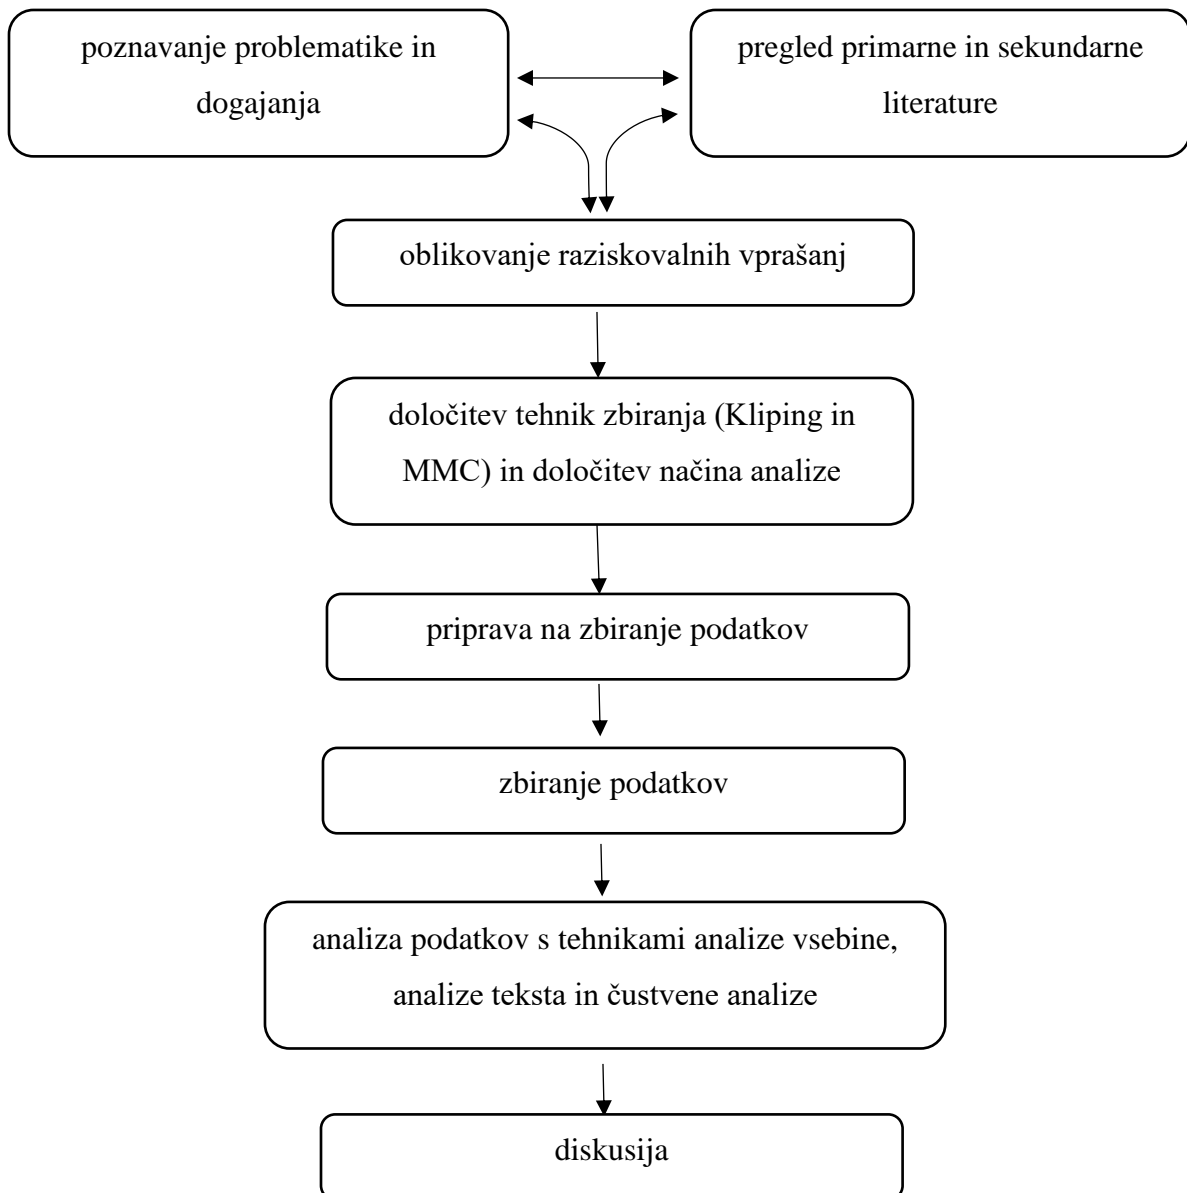 poznavanje problematike in
dogajanja
pregled primarne in sekundarne
literature
oblikovanje raziskovalnih vprašanj
določitev tehnik zbiranja (Kliping in
MMC) in določitev načina analize
priprava na zbiranje podatkov
zbiranje podatkov
analiza podatkov s tehnikami analize vsebine,
analize teksta in čustvene analize
diskusija